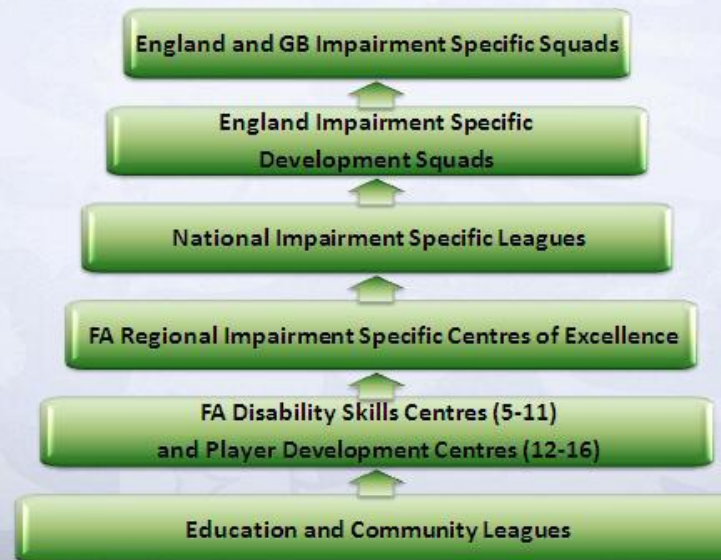 England and GB Impairment Specific Squads
England Impairment Specific
Development Squads
National Impairment Specific Leagues
FA Regional Impairment Specific Centres of Excellence
FA Disability Skills Centres (5-11)
and Player Development Centres (12-16)
Education and Community Leagues